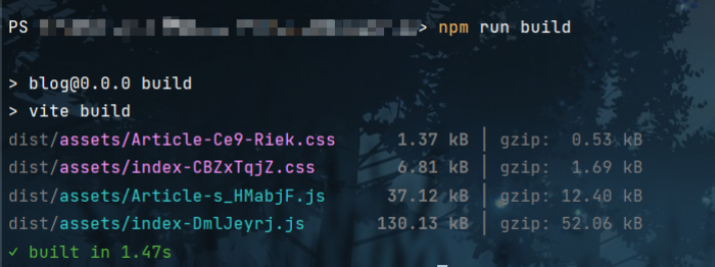 PS > npm run build
> blog@0.0.0 build
> vite build
dist/assets/Article-Ce9-Riek.css 1.37 kB │ gzip: 0.53 kB
dist/assets/index-CBZxTqjZ.css 6.81 kB │ gzip: 1.69 kB
dist/assets/Article-s_HMabjF.js 37.12 kB │ gzip: 12.40 kB
dist/assets/index-DmlJeyrj.js 130.13 kB │ gzip: 52.06 kB
✓ built in 1.47s